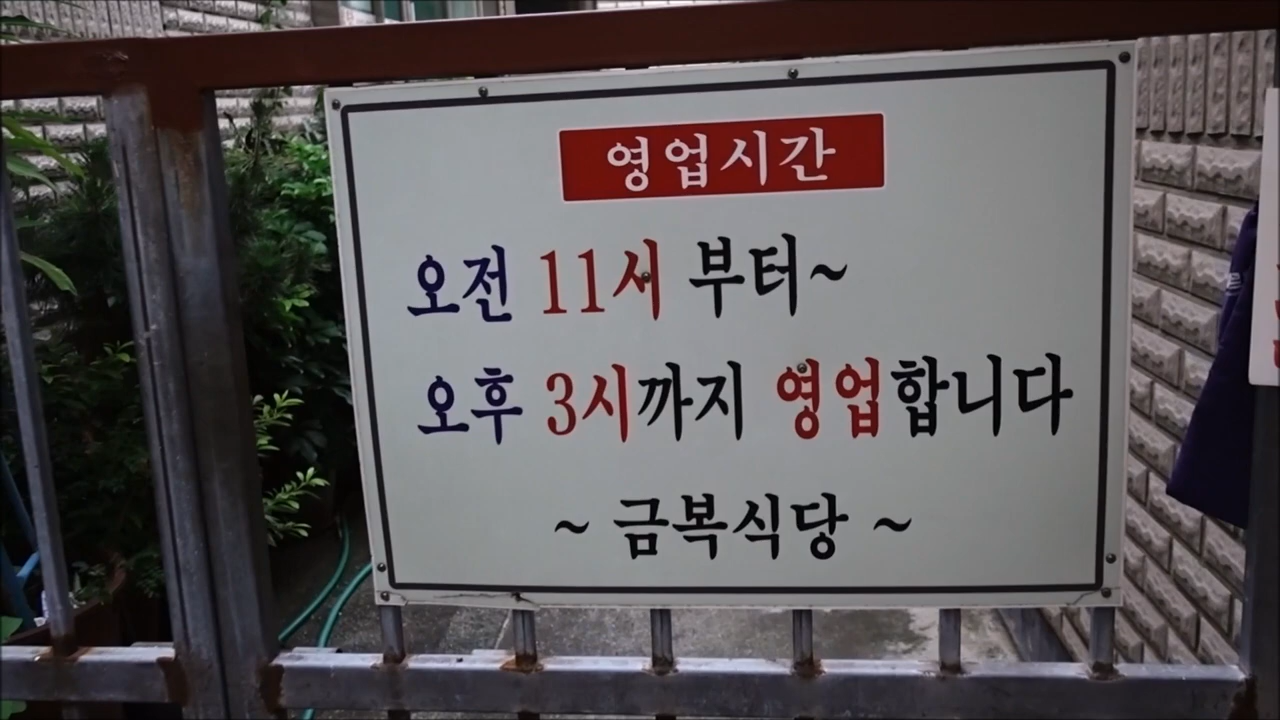 영업시간
오전 11시 부터~
오후 3시까지 영업합니다
~ 금복식당 ~